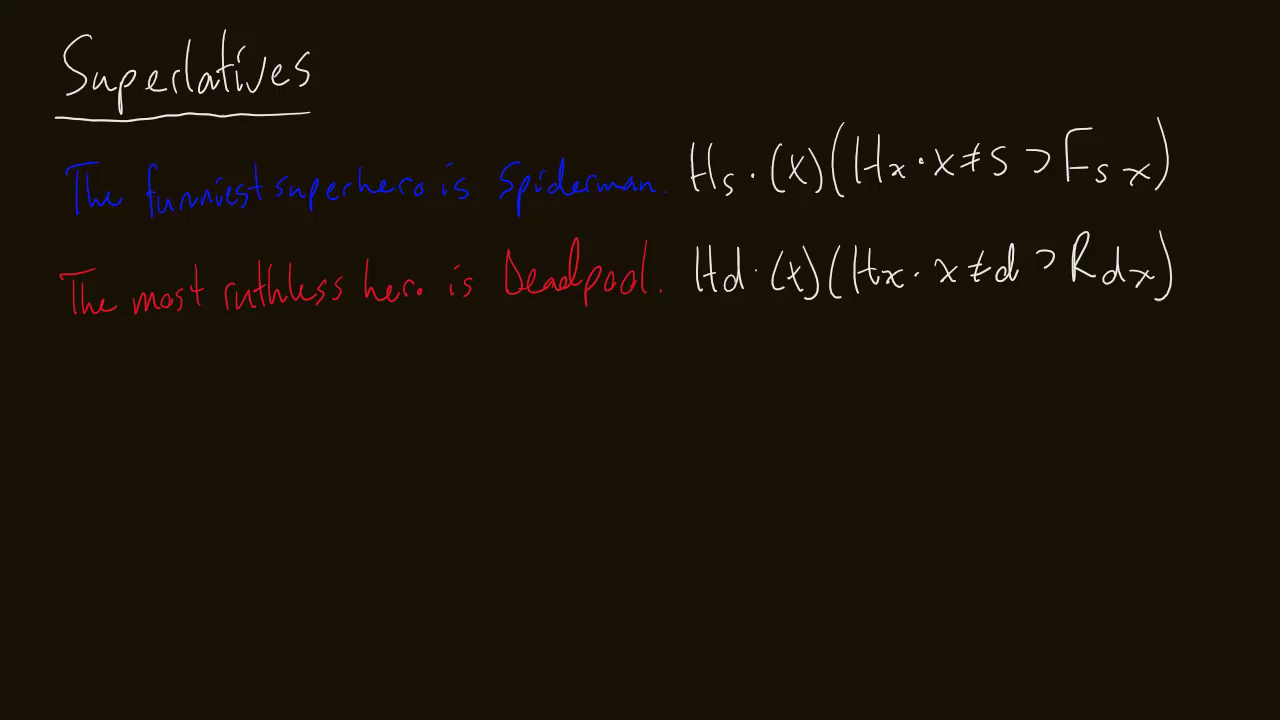 Superlatives
The funniest superhero is Spiderman. Hs · (x)(Hx · x ≠ s ⊃ Fsx)
The most ruthless hero is Deadpool. Hd · (x)(Hx · x ≠ d ⊃ Rdx)